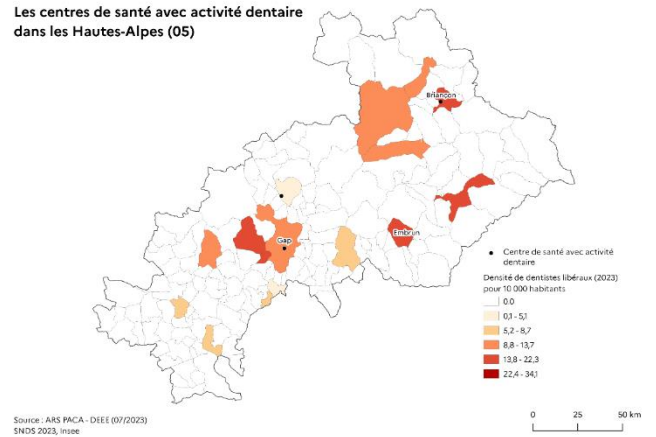 Les centres de santé avec activité dentaire
dans les Hautes-Alpes (05)
Briançon
Embrun
Gap
Centre de santé avec activité
dentaire
Densité de dentistes libéraux (2023)
pour 10 000 habitants
0.0
0,1 - 5,1
5,2 - 8,7
8,8 - 13,7
13,8 - 22,3
22,4 - 34,1
Source : ARS PACA - DEEE (07/2023)
SNDS 2023, Insee
0 25 50 km